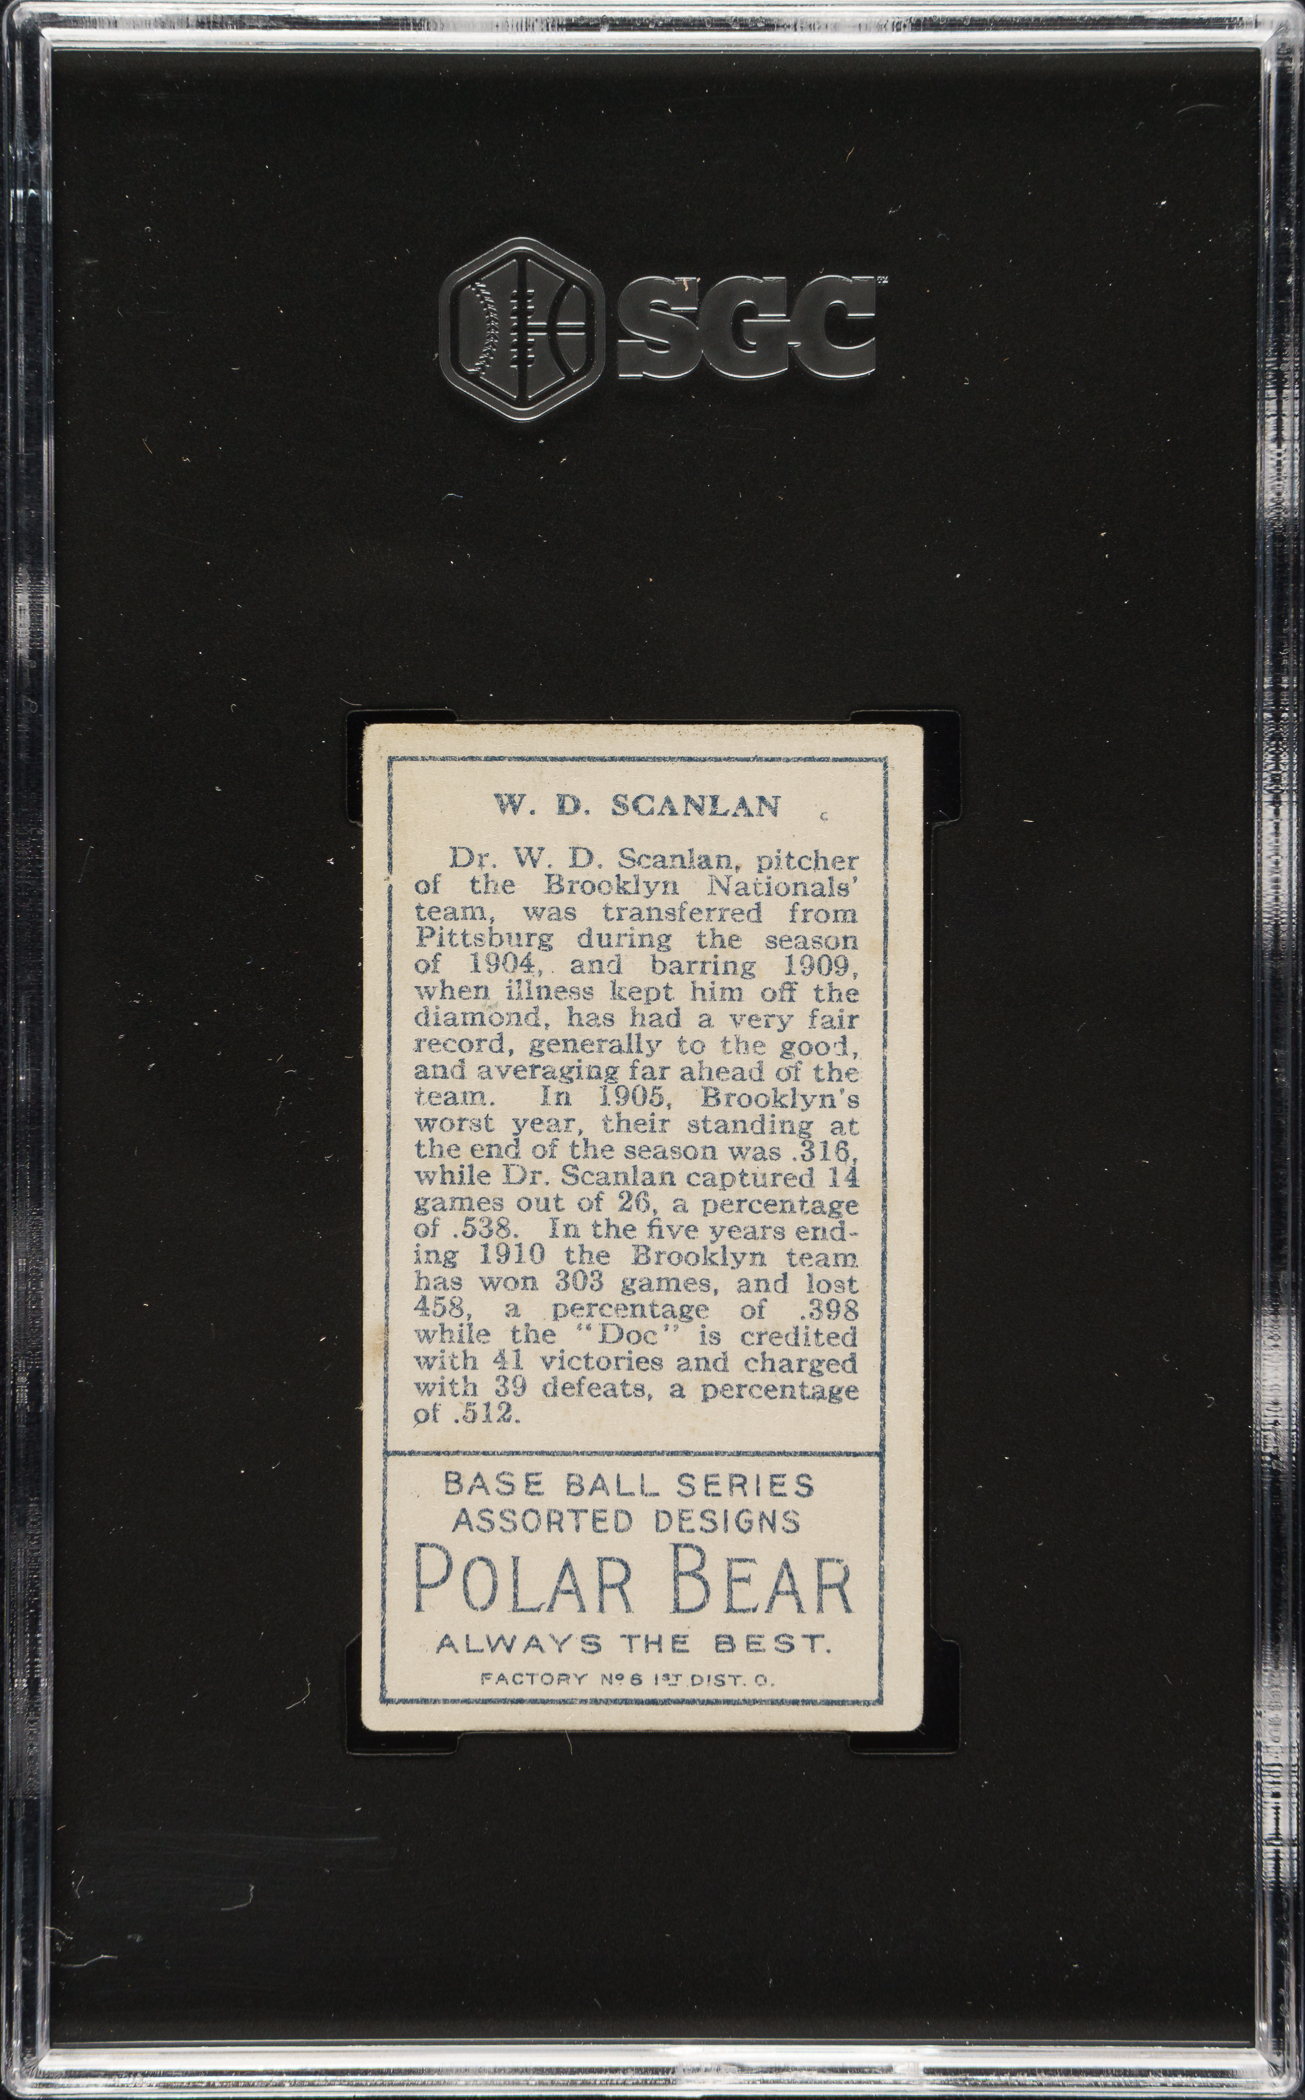 SGC™
W. D. SCANLAN
Dr. W. D. Scanlan, pitcher
of the Brooklyn Nationals'
team, was transferred from
Pittsburg during the season
of 1904, and barring 1909,
when illness kept him off the
diamond, has had a very fair
record, generally to the good,
and averaging far ahead of the
team. In 1905, Brooklyn's
worst year, their standing at
the end of the season was .316,
while Dr. Scanlan captured 14
games out of 26, a percentage
of .538. In the five years end-
ing 1910 the Brooklyn team
has won 303 games, and lost
458, a percentage of .398
while the "Doc" is credited
with 41 victories and charged
with 39 defeats, a percentage
of .512.
BASE BALL SERIES
ASSORTED DESIGNS
POLAR BEAR
ALWAYS THE BEST.
FACTORY Nº 6 1ST DIST. O.